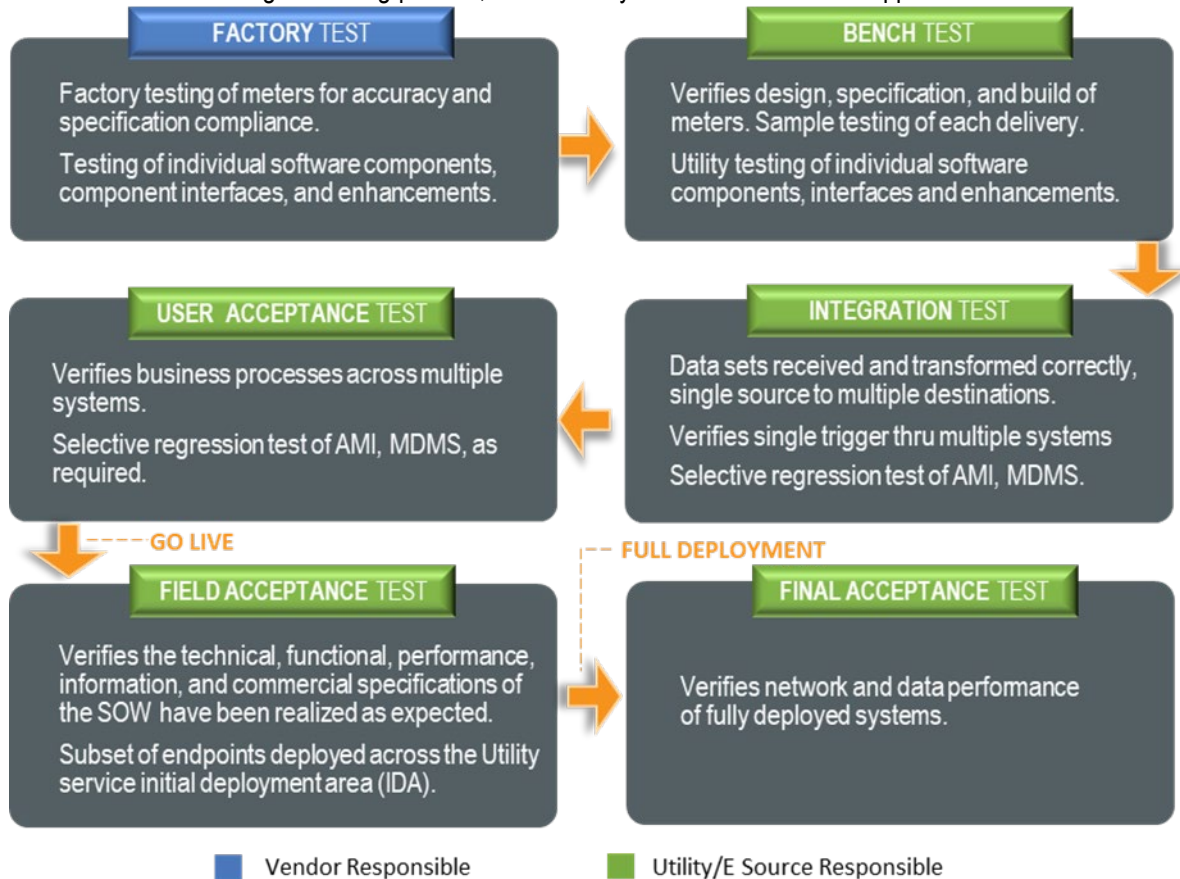 FACTORY TEST
Factory testing of meters for accuracy and
specification compliance.
Testing of individual software components,
component interfaces, and enhancements.
BENCH TEST
Verifies design, specification, and build of
meters. Sample testing of each delivery.
Utility testing of individual software
components, interfaces and enhancements.
INTEGRATION TEST
Data sets received and transformed correctly,
single source to multiple destinations.
Verifies single trigger thru multiple systems
Selective regression test of AMI, MDMS.
USER ACCEPTANCE TEST
Verifies business processes across multiple
systems.
Selective regression test of AMI, MDMS, as
required.
GO LIVE
FIELD ACCEPTANCE TEST
Verifies the technical, functional, performance,
information, and commercial specifications of
the SOW have been realized as expected.
Subset of endpoints deployed across the Utility
service initial deployment area (IDA).
FULL DEPLOYMENT
FINAL ACCEPTANCE TEST
Verifies network and data performance
of fully deployed systems.
Vendor Responsible
Utility/E Source Responsible